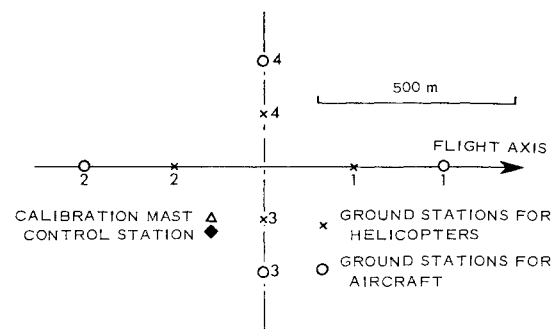 4
500 m
4
FLIGHT AXIS
2
2
1
1
CALIBRATION MAST
CONTROL STATION
3
GROUND STATIONS FOR
HELICOPTERS
3
GROUND STATIONS FOR
AIRCRAFT